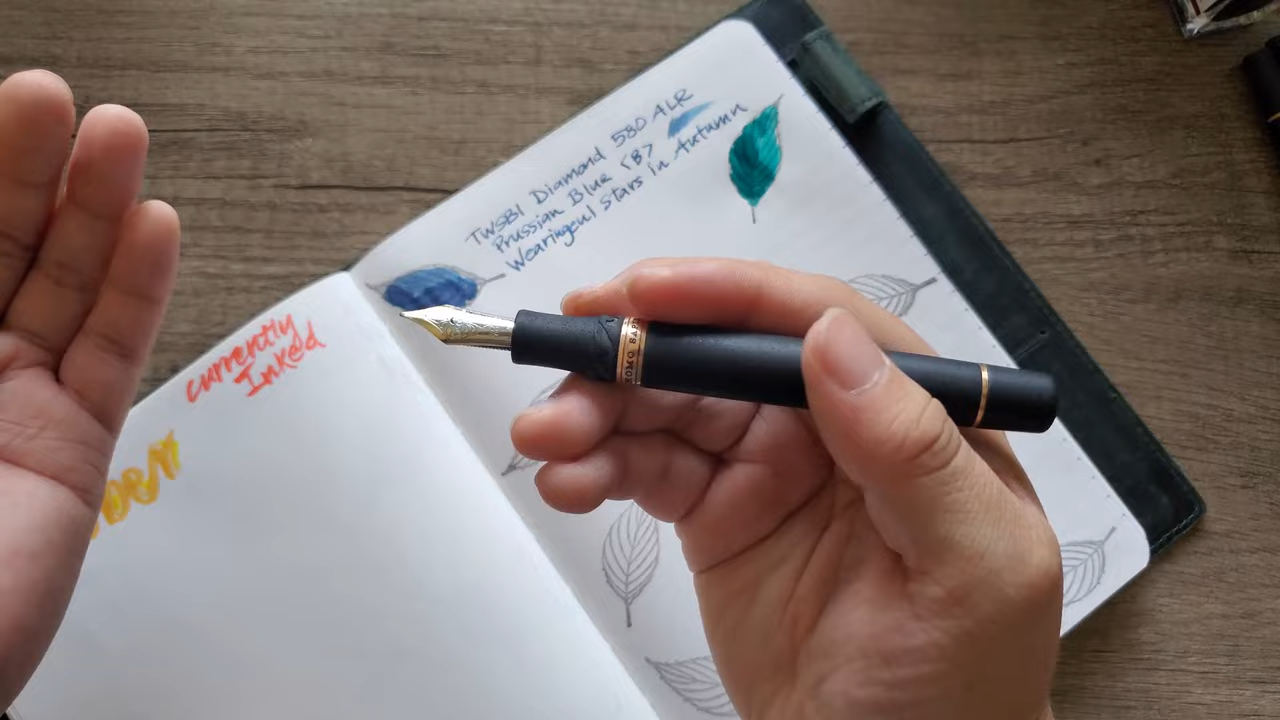 TWSBI Diamond 580 ALR
Prussian Blue <B>
Wearingeul Stars in Autumn
currently
Inked